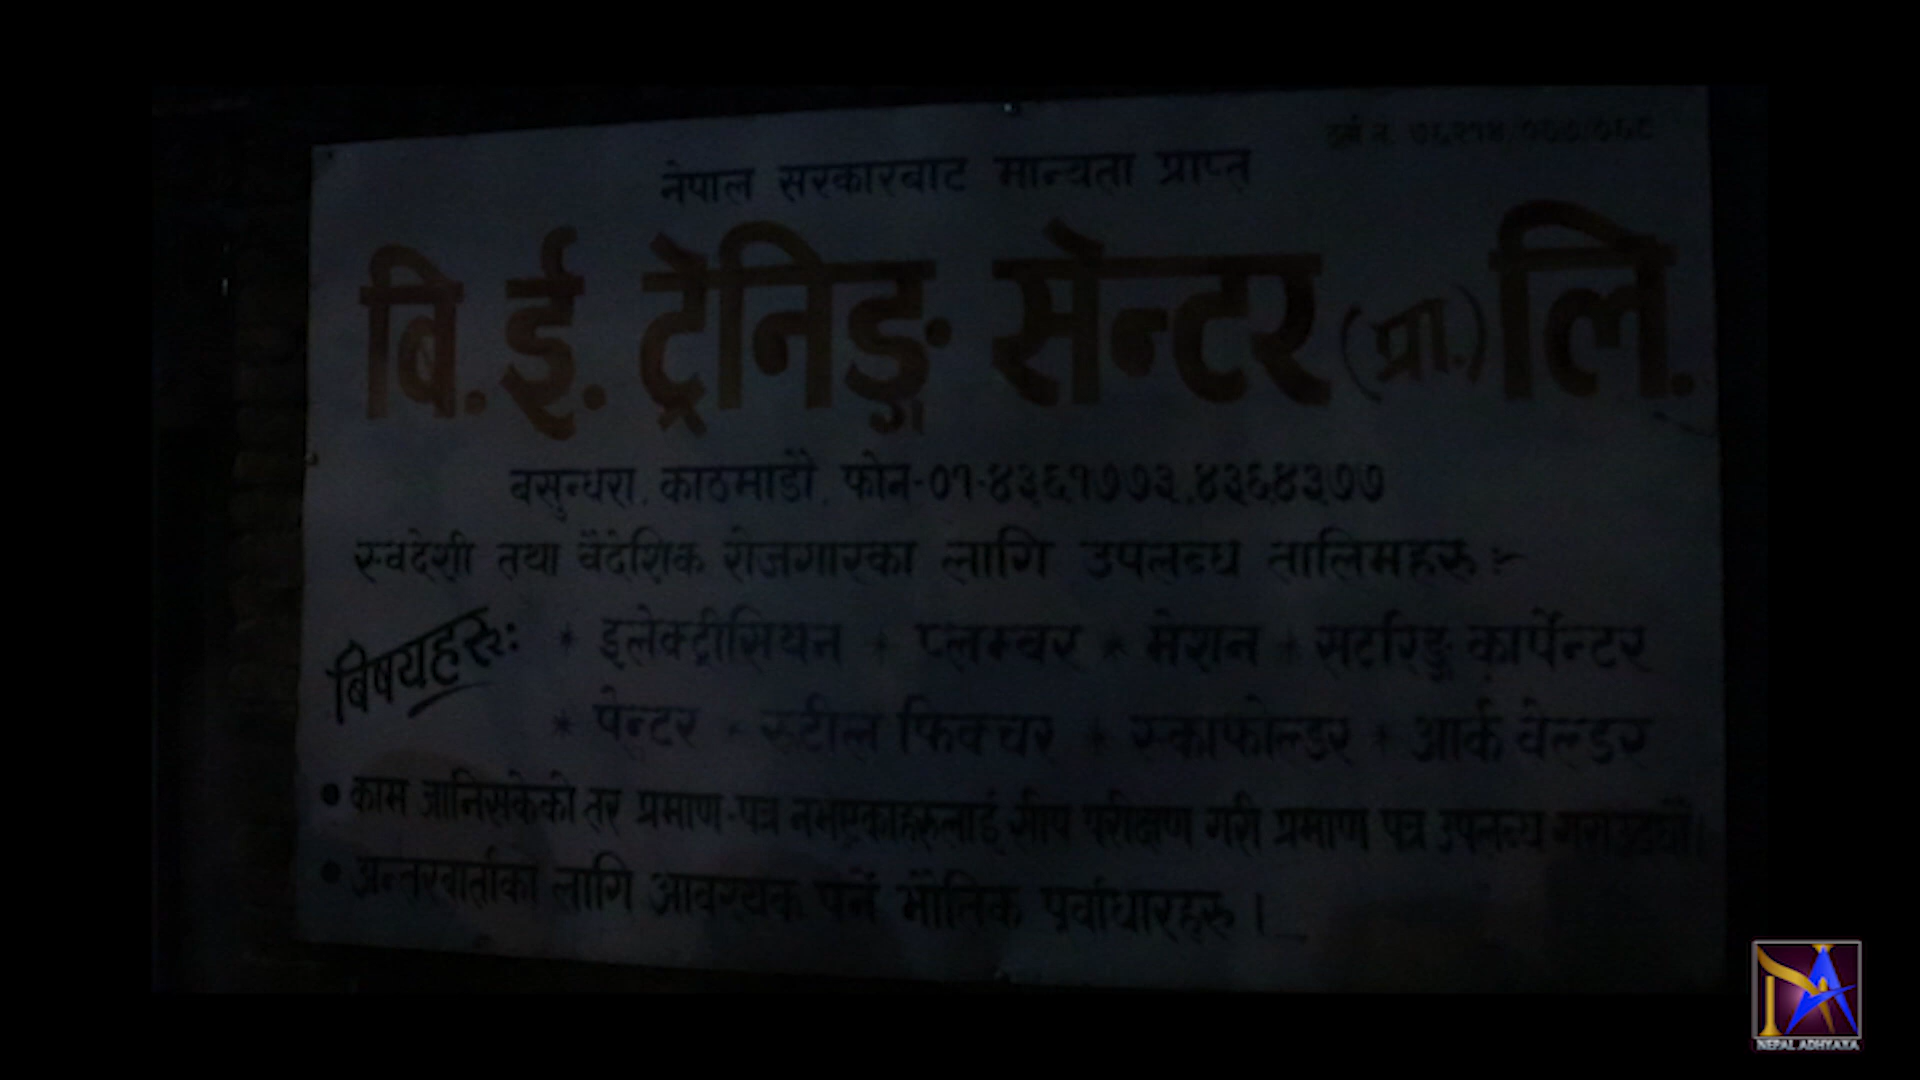 नेपाल सरकारबाट मान्यता प्राप्त
बि. ई. ट्रेनिङ्ग सेन्टर (प्रा.) लि.
बसुन्धरा, काठमाडौं, फोन-०१-४३६१७७३,४३६४३७७
स्वदेशी तथा वैदेशिक रोजगारका लागि उपलब्ध तालिमहरु :-
बिषयहरु: * इलेक्ट्रीसियन * प्लम्बर * मेशन * सटरिङ्ग कार्पेन्टर
* पेन्टर * स्टील फिक्चर * स्काफोल्डर * आर्क वेल्डर
• काम जानिसकेको तर प्रमाण-पत्र नभएकाहरुलाई सीप परीक्षण गरी प्रमाण पत्र उपलब्ध
• अन्तरवार्ताका लागि आवश्यक पर्ने भौतिक पूर्वाधारहरु ।
NEPAL ADHYAYA